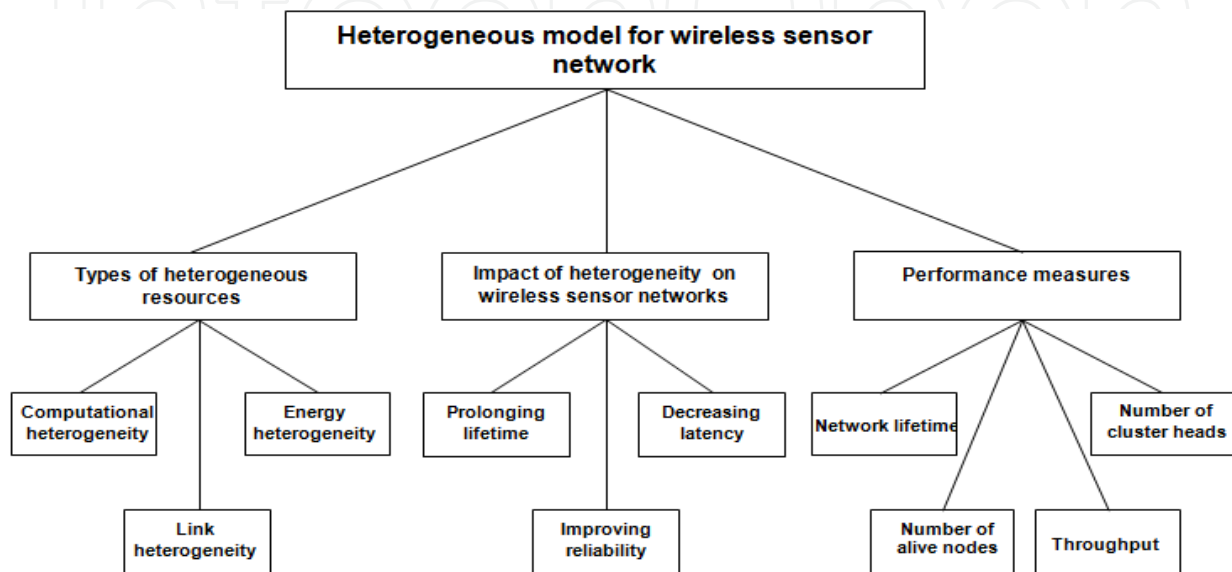 Heterogeneous model for wireless sensor
network
Types of heterogeneous
resources
Impact of heterogeneity on
wireless sensor networks
Performance measures
Computational
heterogeneity
Energy
heterogeneity
Link
heterogeneity
Prolonging
lifetime
Decreasing
latency
Improving
reliability
Network lifetime
Number of
cluster heads
Number of
alive nodes
Throughput